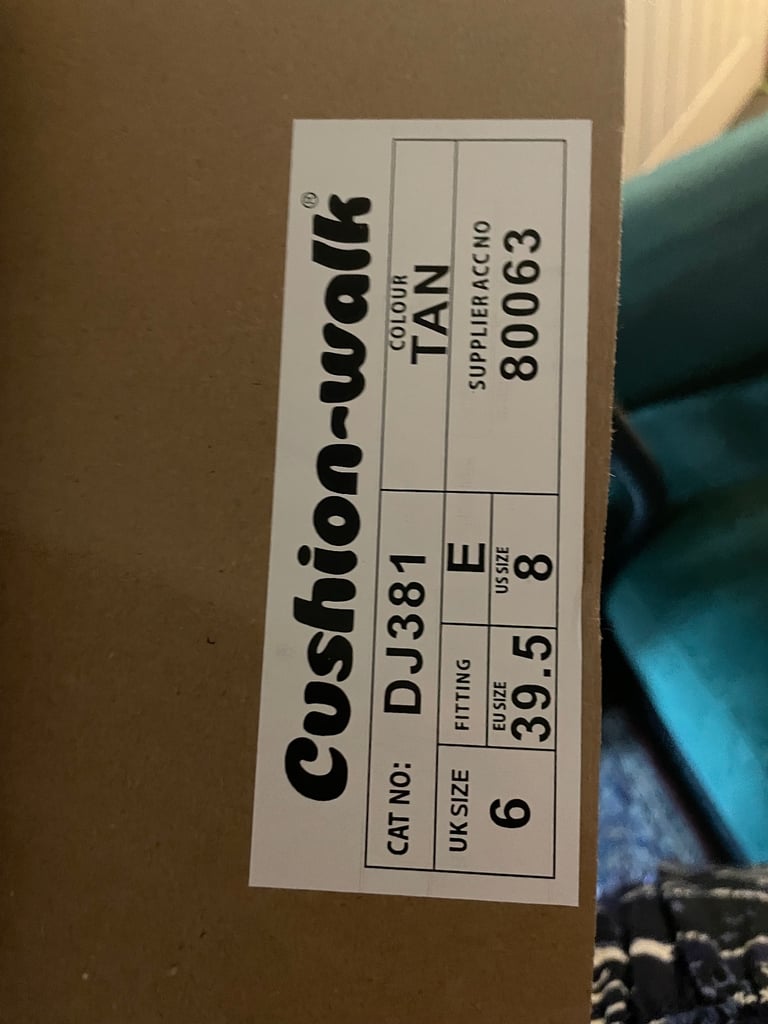 Cushion-walk®
CAT NO: DJ381
COLOUR
TAN
UK SIZE
6
FITTING E
EU SIZE
39.5
US SIZE
8
SUPPLIER ACC NO
80063